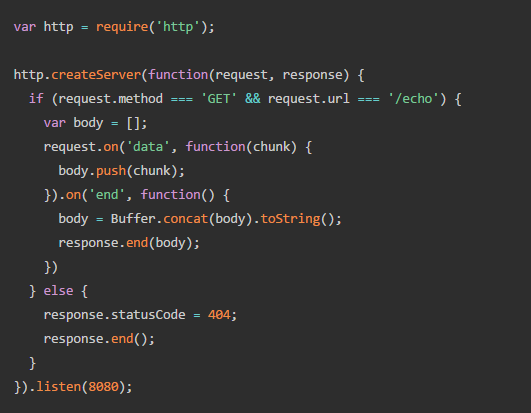 var http = require('http');

http.createServer(function(request, response) {
  if (request.method === 'GET' && request.url === '/echo') {
    var body = [];
    request.on('data', function(chunk) {
      body.push(chunk);
    }).on('end', function() {
      body = Buffer.concat(body).toString();
      response.end(body);
    })
  } else {
    response.statusCode = 404;
    response.end();
  }
}).listen(8080);